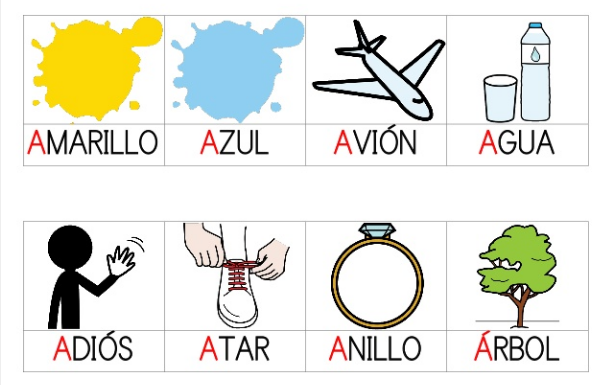 AMARILLO AZUL AVIÓN AGUA
ADIÓS ATAR ANILLO ÁRBOL